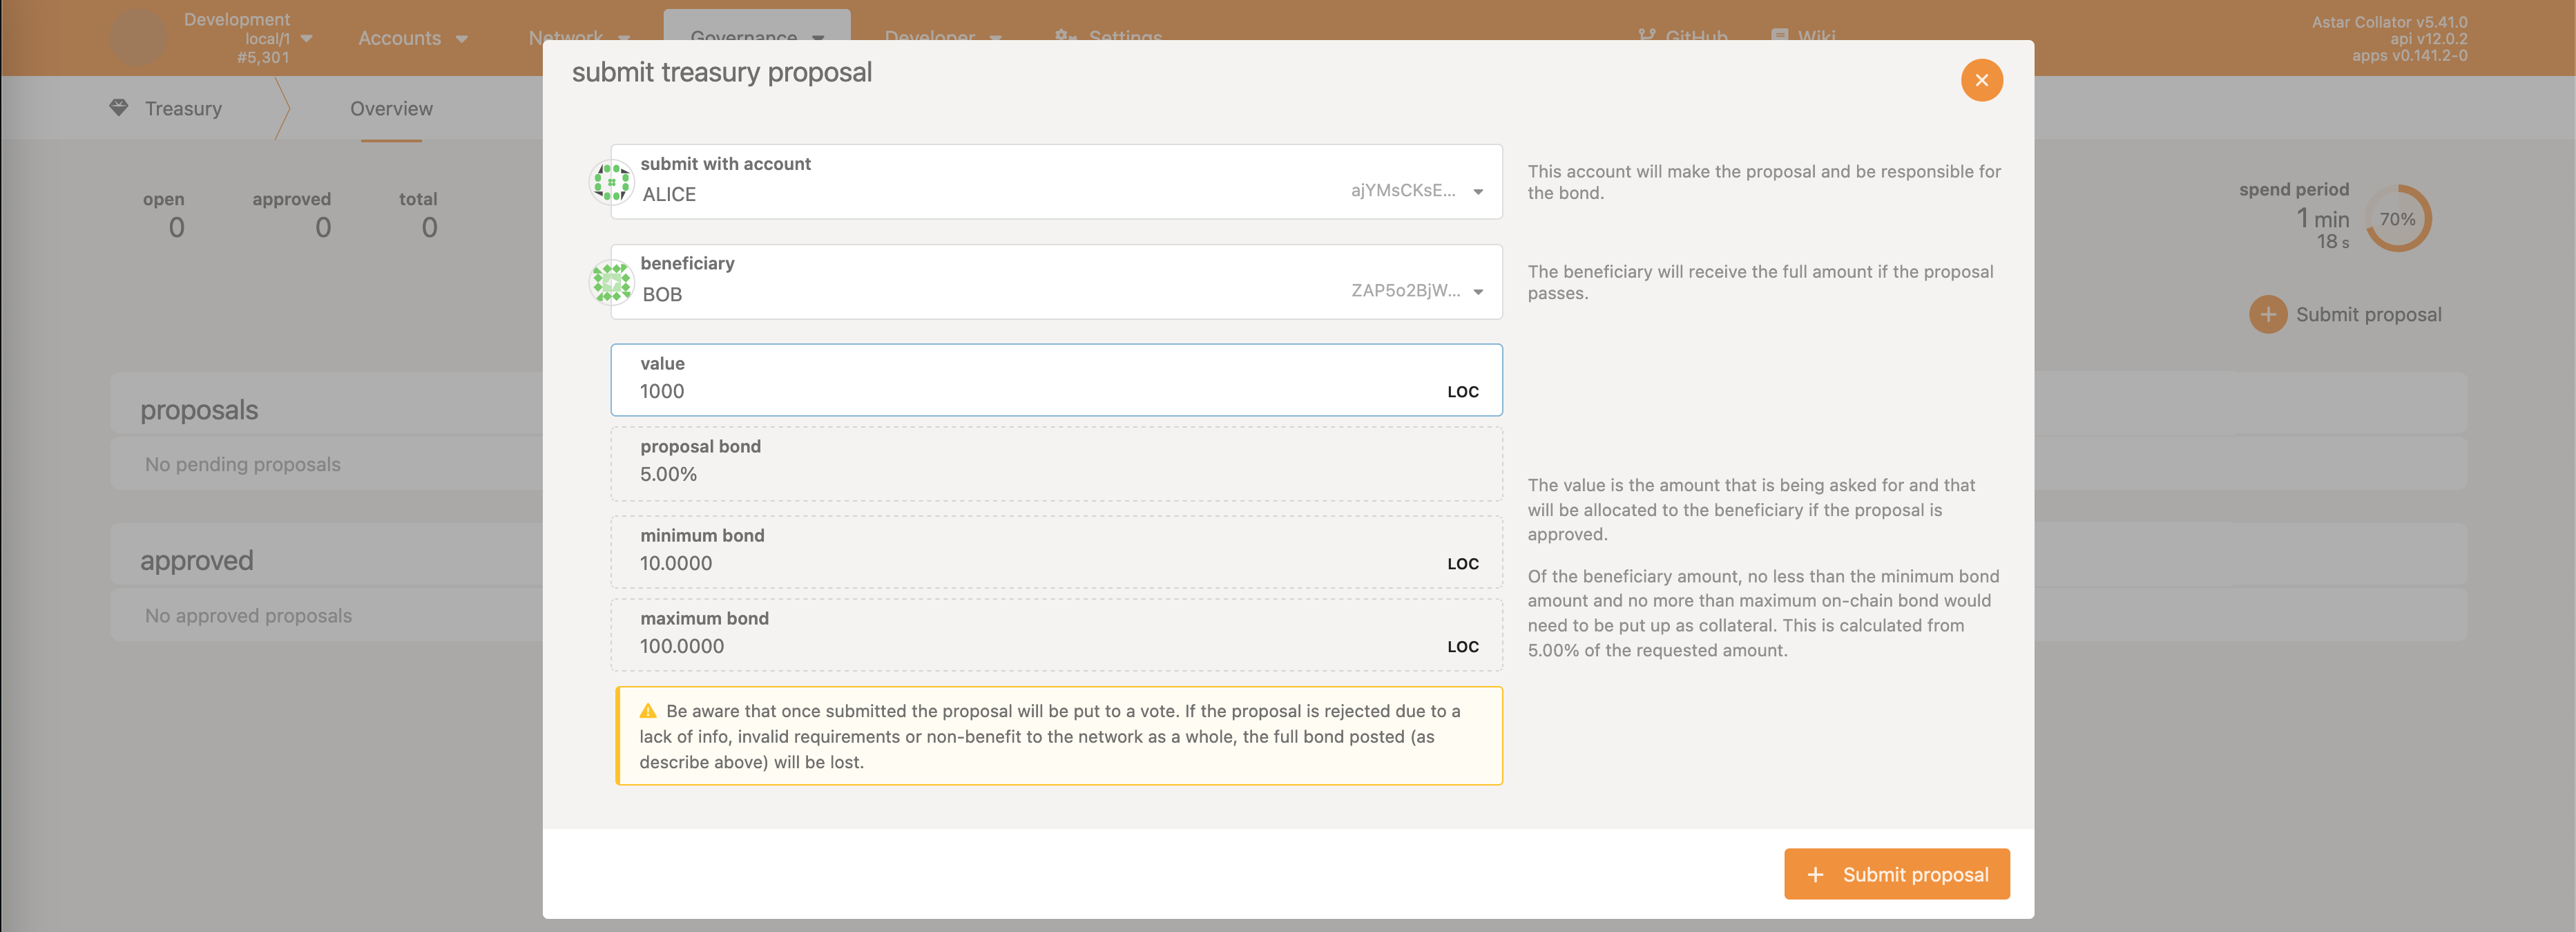 Development
local/1
#5,301
Accounts
Network
Governance
Developer
Settings
GitHub
Wiki
Astar Collator v5.41.0
api v12.0.2
apps v0.141.2-0
Treasury
Overview
open
0
approved
0
total
0
spend period
1 min
18 s
70%
Submit proposal
proposals
No pending proposals
approved
No approved proposals
submit treasury proposal
submit with account
ALICE
ajYMsCKsE...
This account will make the proposal and be responsible for
the bond.
beneficiary
BOB
ZAP5o2BjW...
The beneficiary will receive the full amount if the proposal
passes.
value
1000
LOC
proposal bond
5.00%
minimum bond
10.0000
LOC
maximum bond
100.0000
LOC
The value is the amount that is being asked for and that
will be allocated to the beneficiary if the proposal is
approved.
Of the beneficiary amount, no less than the minimum bond
amount and no more than maximum on-chain bond would
need to be put up as collateral. This is calculated from
5.00% of the requested amount.
Be aware that once submitted the proposal will be put to a vote. If the proposal is rejected due to a
lack of info, invalid requirements or non-benefit to the network as a whole, the full bond posted (as
describe above) will be lost.
Submit proposal